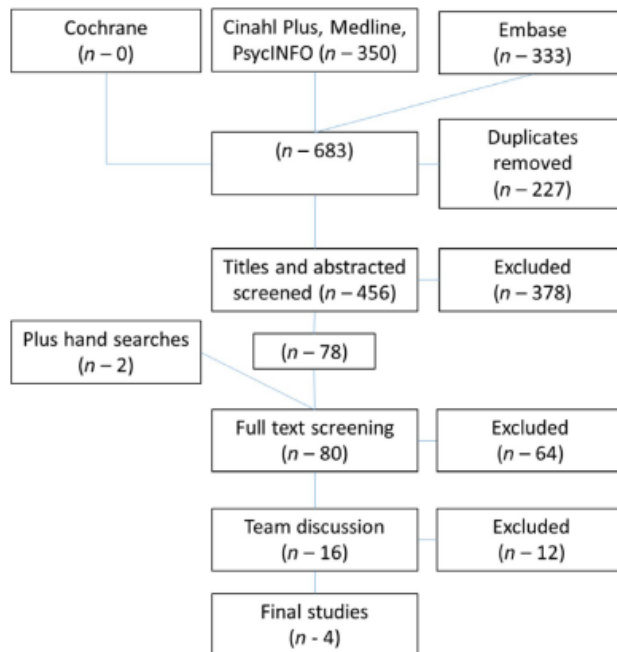 Cochrane
(n – 0)
Cinahl Plus, Medline,
PsycINFO (n – 350)
Embase
(n – 333)
(n – 683)
Duplicates
removed
(n – 227)
Titles and abstracted
screened (n – 456)
Excluded
(n – 378)
Plus hand searches
(n – 2)
(n – 78)
Full text screening
(n – 80)
Excluded
(n – 64)
Team discussion
(n – 16)
Excluded
(n – 12)
Final studies
(n - 4)